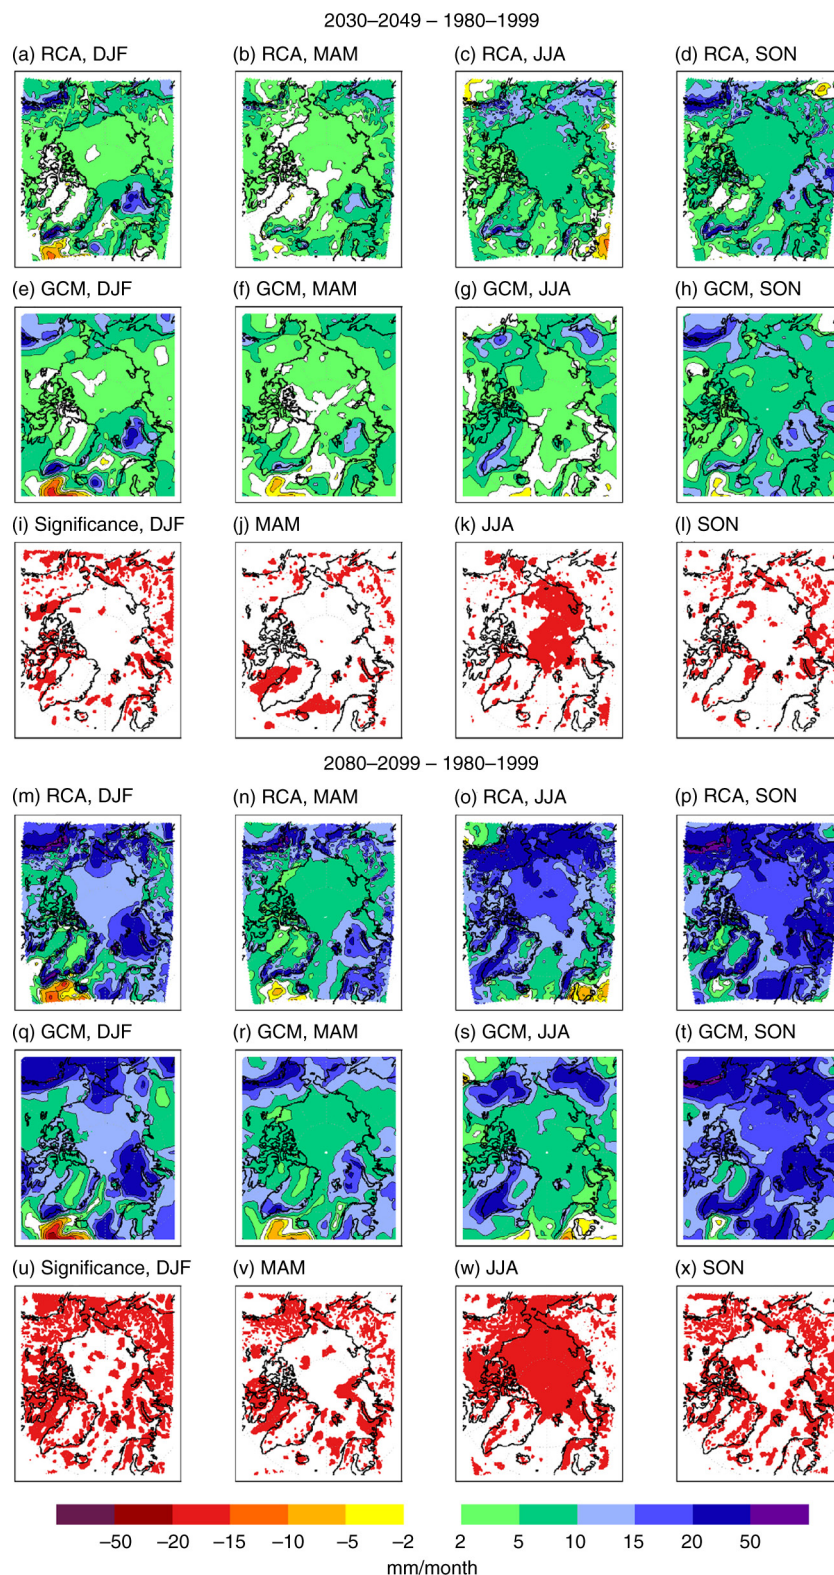 2030–2049 – 1980–1999
(a) RCA, DJF (b) RCA, MAM (c) RCA, JJA (d) RCA, SON
(e) GCM, DJF (f) GCM, MAM (g) GCM, JJA (h) GCM, SON
(i) Significance, DJF (j) MAM (k) JJA (l) SON
2080–2099 – 1980–1999
(m) RCA, DJF (n) RCA, MAM (o) RCA, JJA (p) RCA, SON
(q) GCM, DJF (r) GCM, MAM (s) GCM, JJA (t) GCM, SON
(u) Significance, DJF (v) MAM (w) JJA (x) SON
–50 –20 –15 –10 –5 –2 2 5 10 15 20 50
mm/month